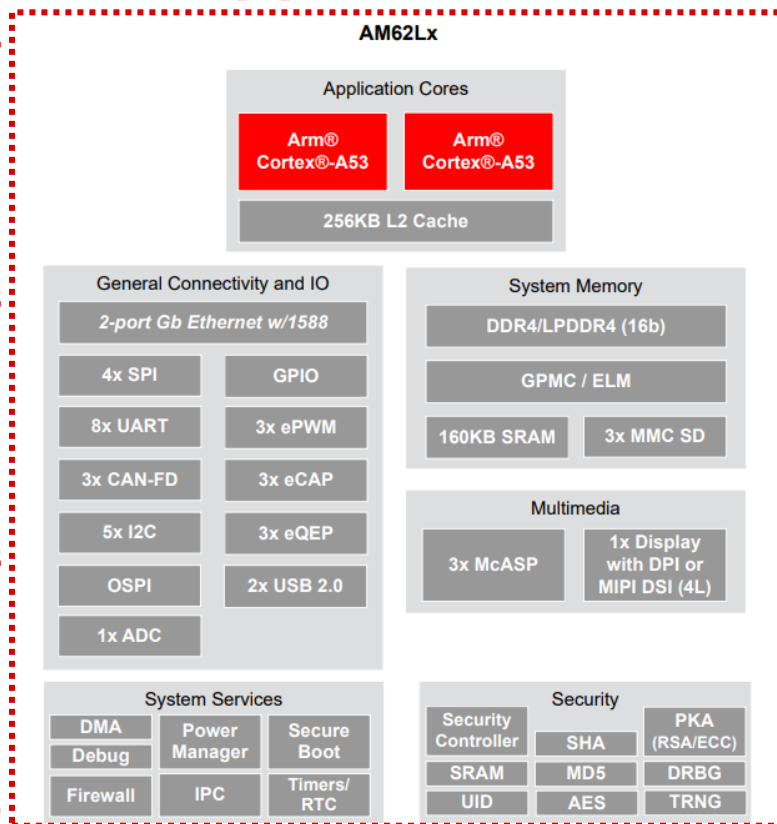 AM62Lx
Application Cores
Arm®
Cortex®-A53
Arm®
Cortex®-A53
256KB L2 Cache
General Connectivity and IO
2-port Gb Ethernet w/1588
4x SPI
GPIO
8x UART
3x ePWM
3x CAN-FD
3x eCAP
5x I2C
3x eQEP
OSPI
2x USB 2.0
1x ADC
System Memory
DDR4/LPDDR4 (16b)
GPMC / ELM
160KB SRAM
3x MMC SD
Multimedia
3x McASP
1x Display
with DPI or
MIPI DSI (4L)
System Services
DMA
Debug
Power
Manager
Secure
Boot
Firewall
IPC
Timers/
RTC
Security
Security
Controller
SHA
PKA
(RSA/ECC)
SRAM
MD5
DRBG
UID
AES
TRNG